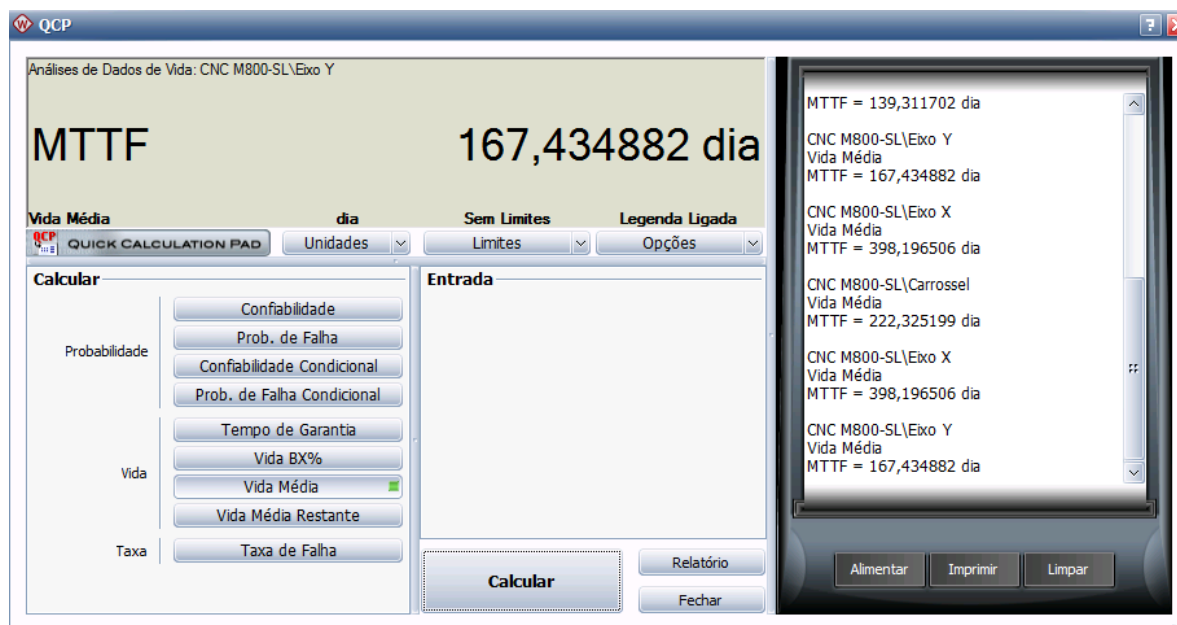 QCP
Análises de Dados de Vida: CNC M800-SL\Eixo Y
MTTF 167,434882 dia
Vida Média dia Sem Limites Legenda Ligada
QCP QUICK CALCULATION PAD Unidades Limites Opções
Calcular
Probabilidade
Confiabilidade
Prob. de Falha
Confiabilidade Condicional
Prob. de Falha Condicional
Vida
Tempo de Garantia
Vida BX%
Vida Média
Vida Média Restante
Taxa
Taxa de Falha
Entrada
Calcular
Relatório
Fechar
MTTF = 139,311702 dia
CNC M800-SL\Eixo Y
Vida Média
MTTF = 167,434882 dia
CNC M800-SL\Eixo X
Vida Média
MTTF = 398,196506 dia
CNC M800-SL\Carrossel
Vida Média
MTTF = 222,325199 dia
CNC M800-SL\Eixo X
Vida Média
MTTF = 398,196506 dia
CNC M800-SL\Eixo Y
Vida Média
MTTF = 167,434882 dia
Alimentar Imprimir Limpar